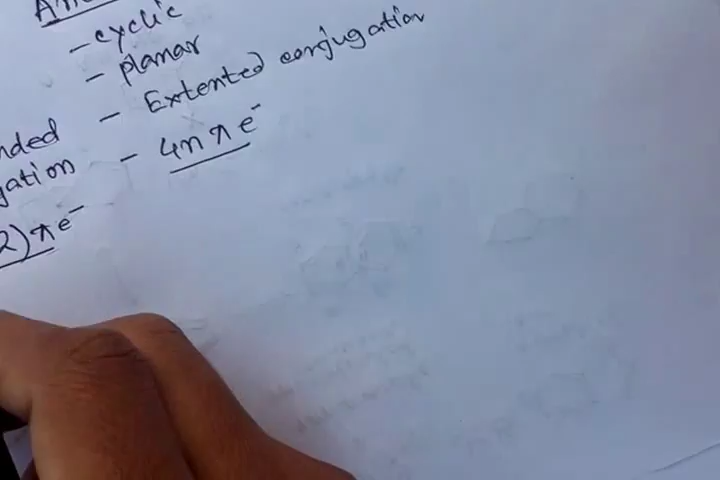 - cyclic
- planar
- Extented conjugation
- 4n π e⁻
nded
gation
2) π e⁻